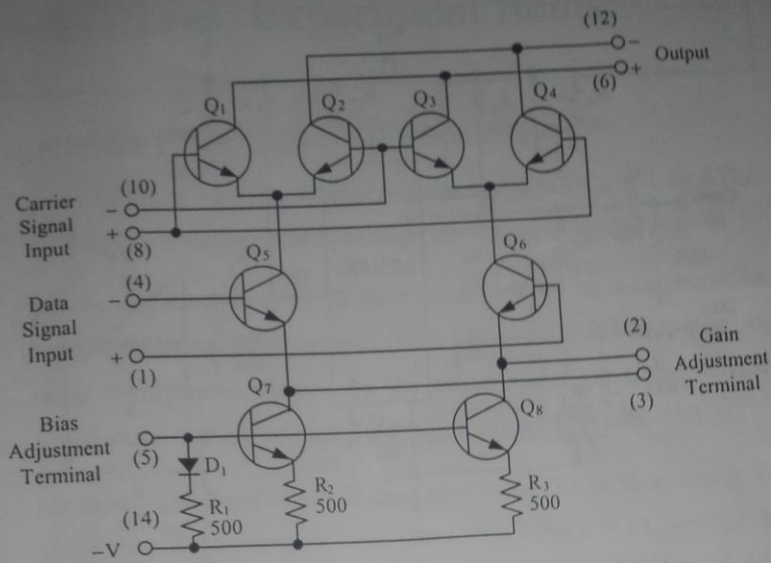 (12)
−
Output
(6)
+
Q1
Q2
Q3
Q4
Carrier
Signal
Input
(10)
−
+
(8)
Q5
Q6
Data
Signal
Input
(4)
−
+
(1)
(2)
Gain
Adjustment
Terminal
(3)
Q7
Q8
Bias
Adjustment
Terminal
(5)
D1
R1
500
R2
500
R3
500
(14)
−V